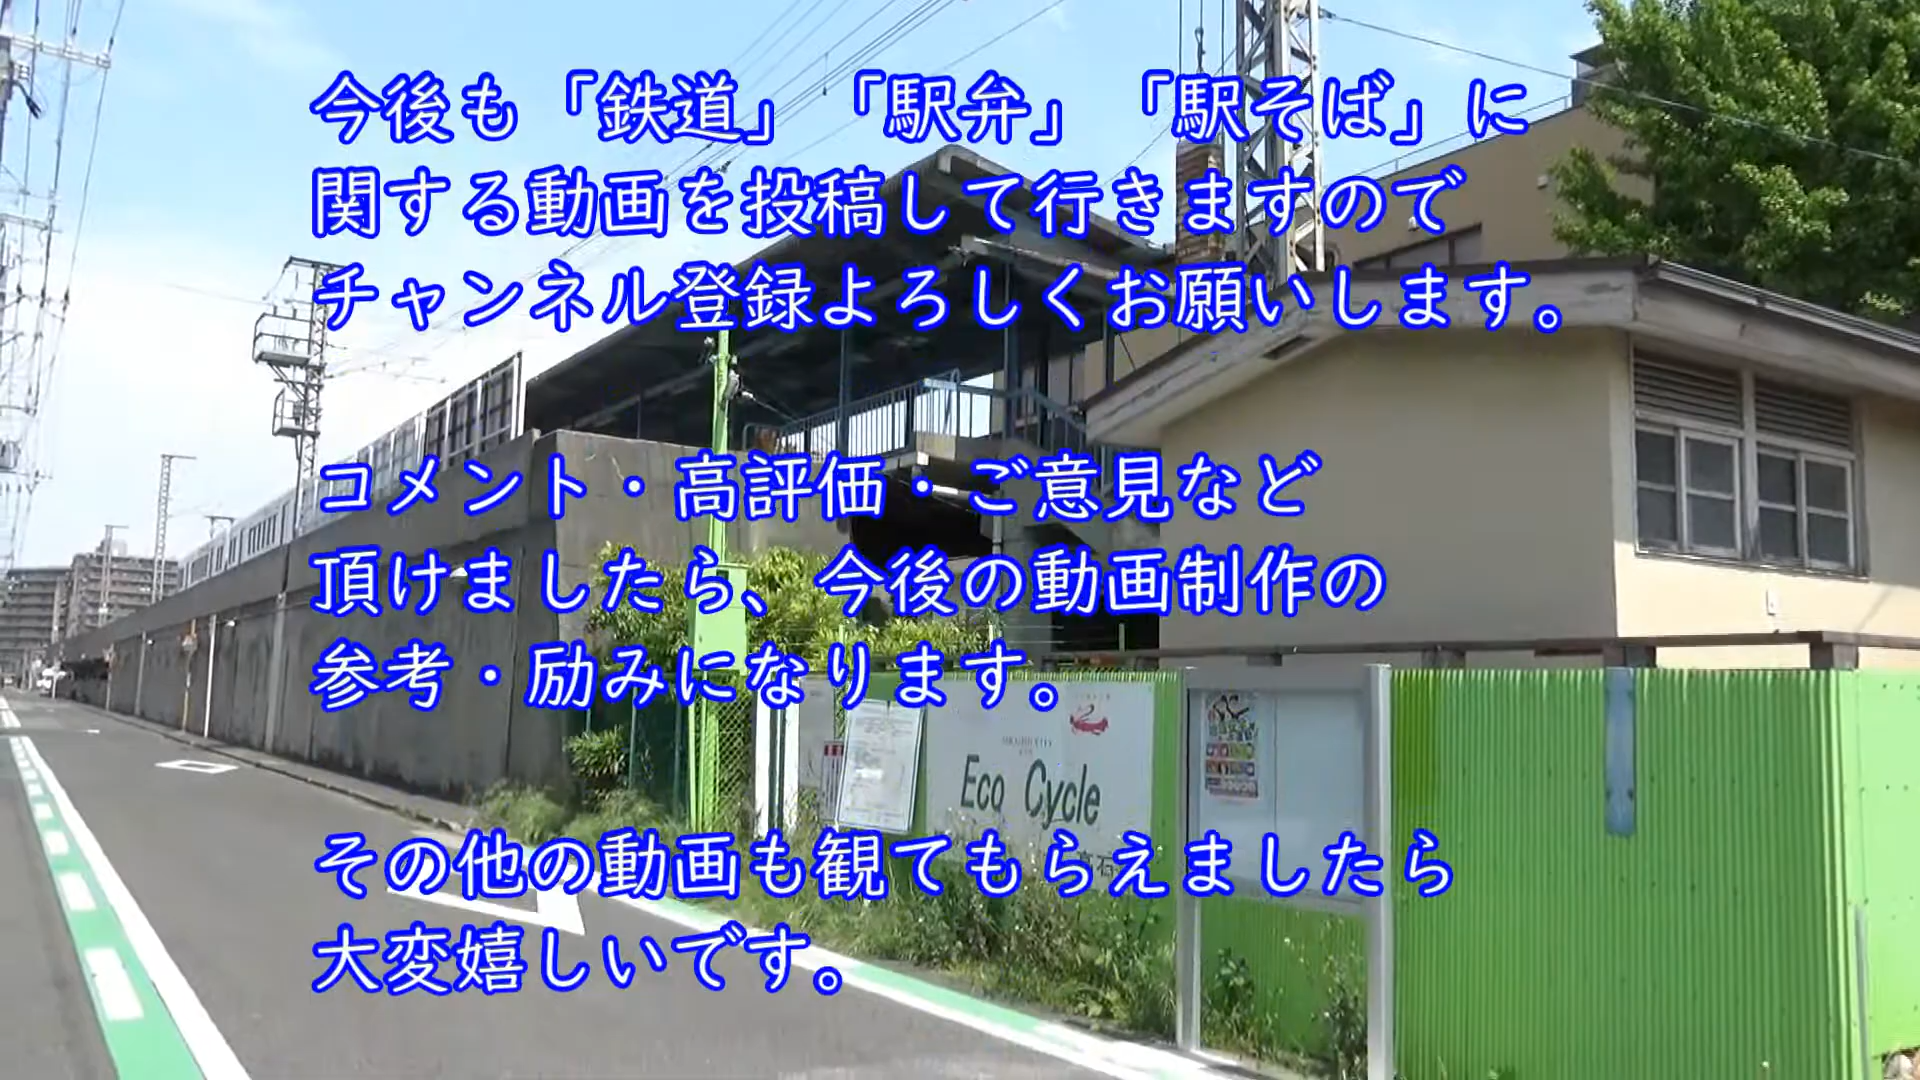 今後も「鉄道」「駅弁」「駅そば」に
関する動画を投稿して行きますので
チャンネル登録よろしくお願いします。
コメント・高評価・ご意見など
頂けましたら、今後の動画制作の
参考・励みになります。
Eco Cycle
高石
その他の動画も観てもらえましたら
大変嬉しいです。